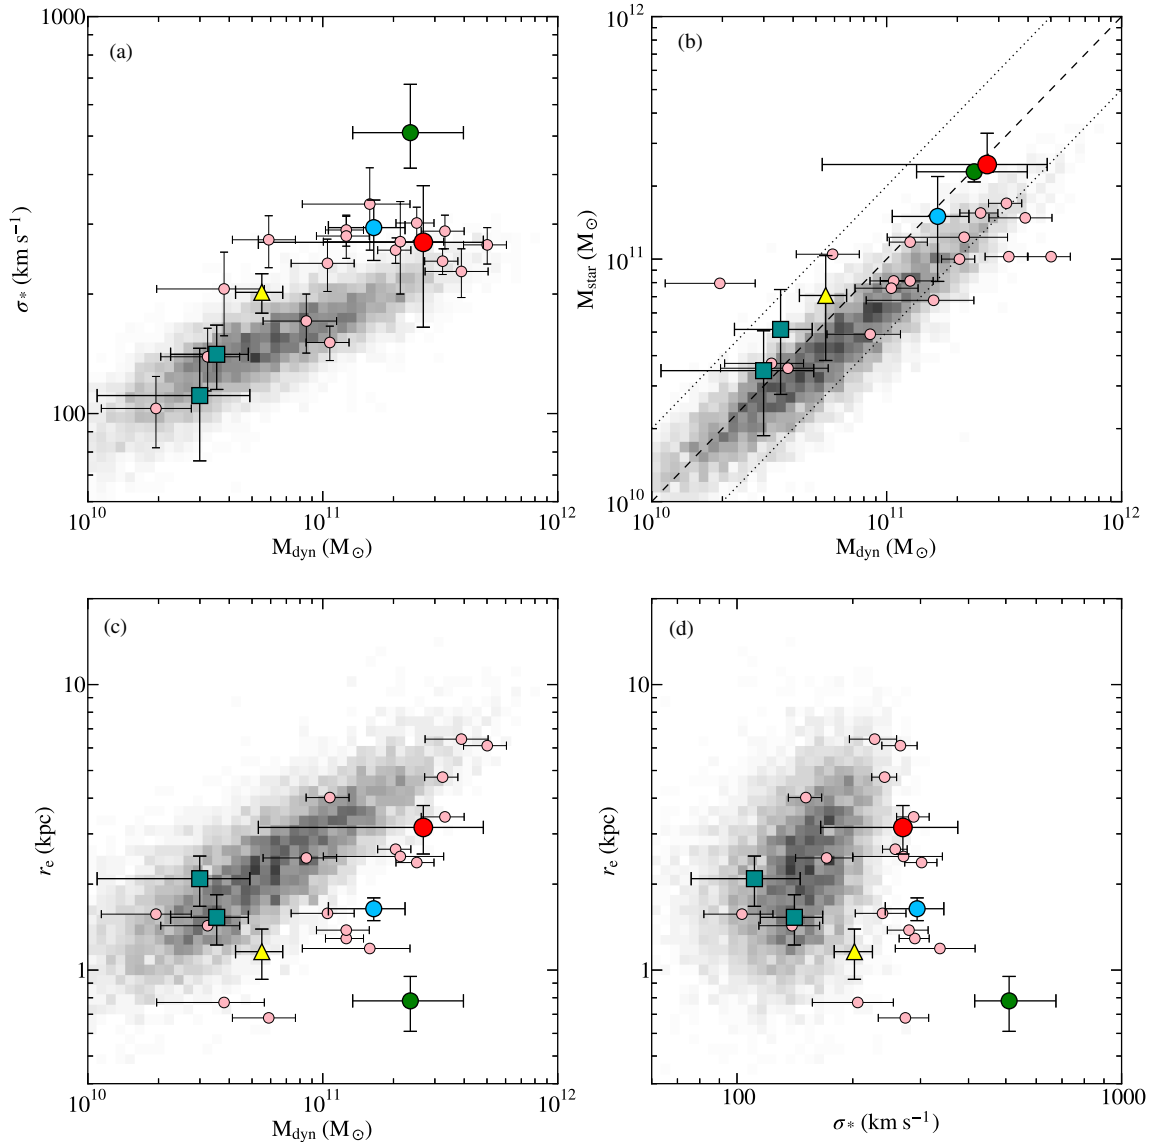 1000
100
σ* (km s⁻¹)
(a)
10¹⁰ 10¹¹ 10¹²
M_dyn (M_⊙)
10¹²
10¹¹
10¹⁰
M_star (M_⊙)
(b)
10¹⁰ 10¹¹ 10¹²
M_dyn (M_⊙)
10
1
r_e (kpc)
(c)
10¹⁰ 10¹¹ 10¹²
M_dyn (M_⊙)
10
1
r_e (kpc)
(d)
100 1000
σ* (km s⁻¹)